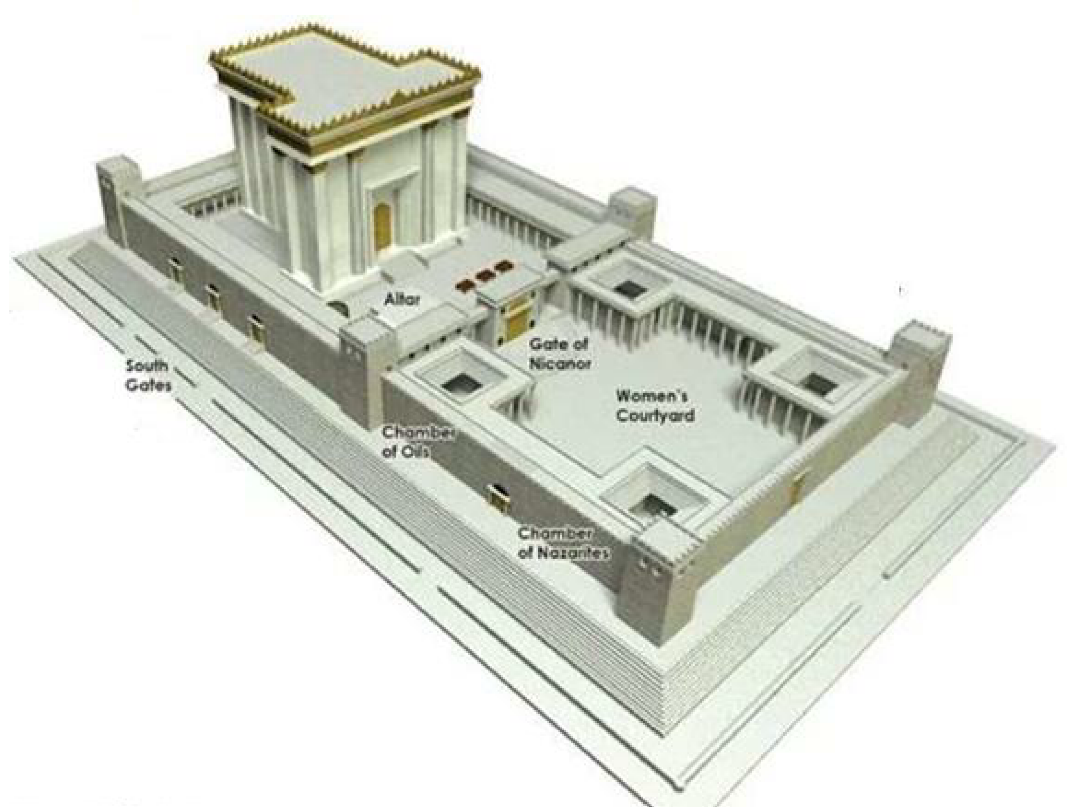 Altar
Gate of
Nicanor
South
Gates
Women's
Courtyard
Chamber
of Oils
Chamber
of Nazarites